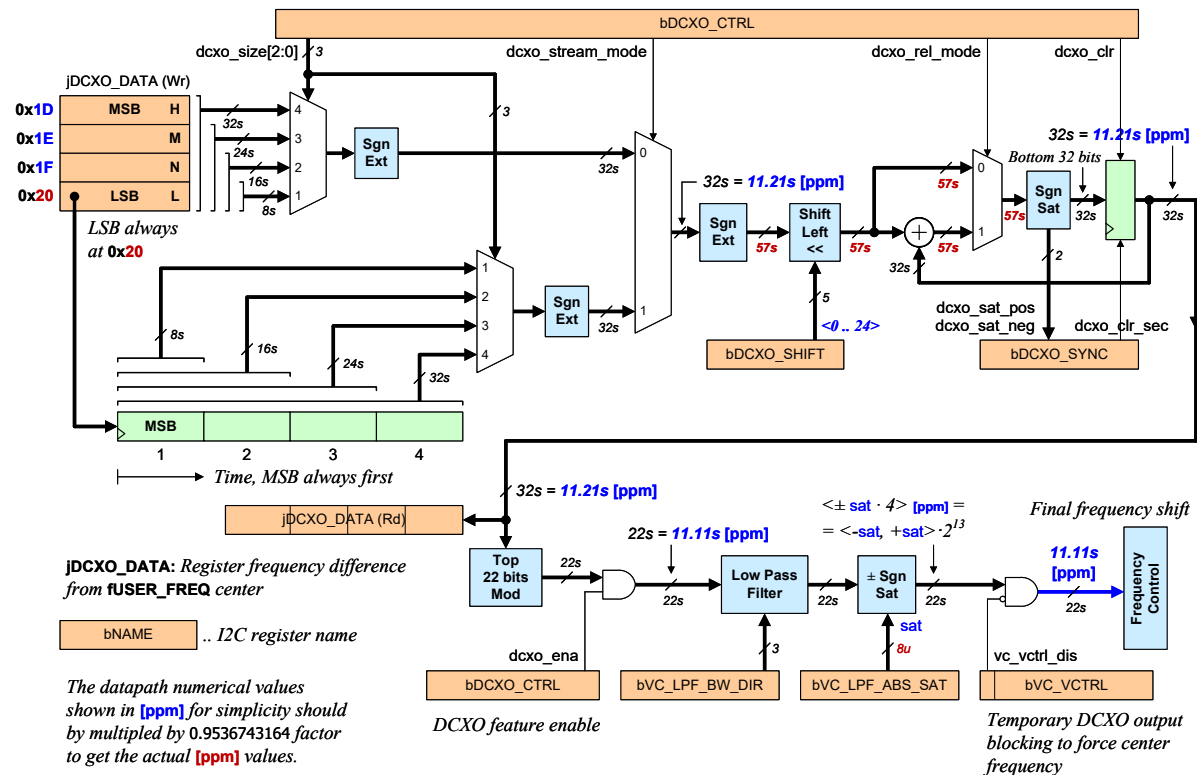 bDCXO_CTRL
dcxo_size[2:0]
3
dcxo_stream_mode
dcxo_rel_mode
dcxo_clr
jDCXO_DATA (Wr)
0x1D
MSB
H
0x1E
M
0x1F
N
0x20
LSB
L
32s
24s
16s
8s
4
3
2
1
Sgn
Ext
3
32s
0
1
LSB always
at 0x20
32s = 11.21s [ppm]
Sgn
Ext
57s
Shift
Left
<<
57s
5
<0 .. 24>
bDCXO_SHIFT
57s
57s
32s
0
1
57s
Sgn
Sat
Bottom 32 bits
32s = 11.21s [ppm]
32s
32s
2
dcxo_sat_pos
dcxo_sat_neg
dcxo_clr_sec
bDCXO_SYNC
1
2
3
4
Sgn
Ext
32s
8s
16s
24s
32s
MSB
1
2
3
4
Time, MSB always first
32s = 11.21s [ppm]
jDCXO_DATA (Rd)
jDCXO_DATA: Register frequency difference
from fUSER_FREQ center
bNAME
.. I2C register name
The datapath numerical values
shown in [ppm] for simplicity should
by multipled by 0.9536743164 factor
to get the actual [ppm] values.
Top
22 bits
Mod
22s
dcxo_ena
bDCXO_CTRL
DCXO feature enable
22s = 11.11s [ppm]
22s
Low Pass
Filter
3
bVC_LPF_BW_DIR
22s
<± sat · 4> [ppm] =
= <-sat, +sat>·2^13
± Sgn
Sat
22s
sat
8u
bVC_LPF_ABS_SAT
vc_vctrl_dis
bVC_VCTRL
Temporary DCXO output
blocking to force center
frequency
Final frequency shift
11.11s
[ppm]
22s
Frequency
Control